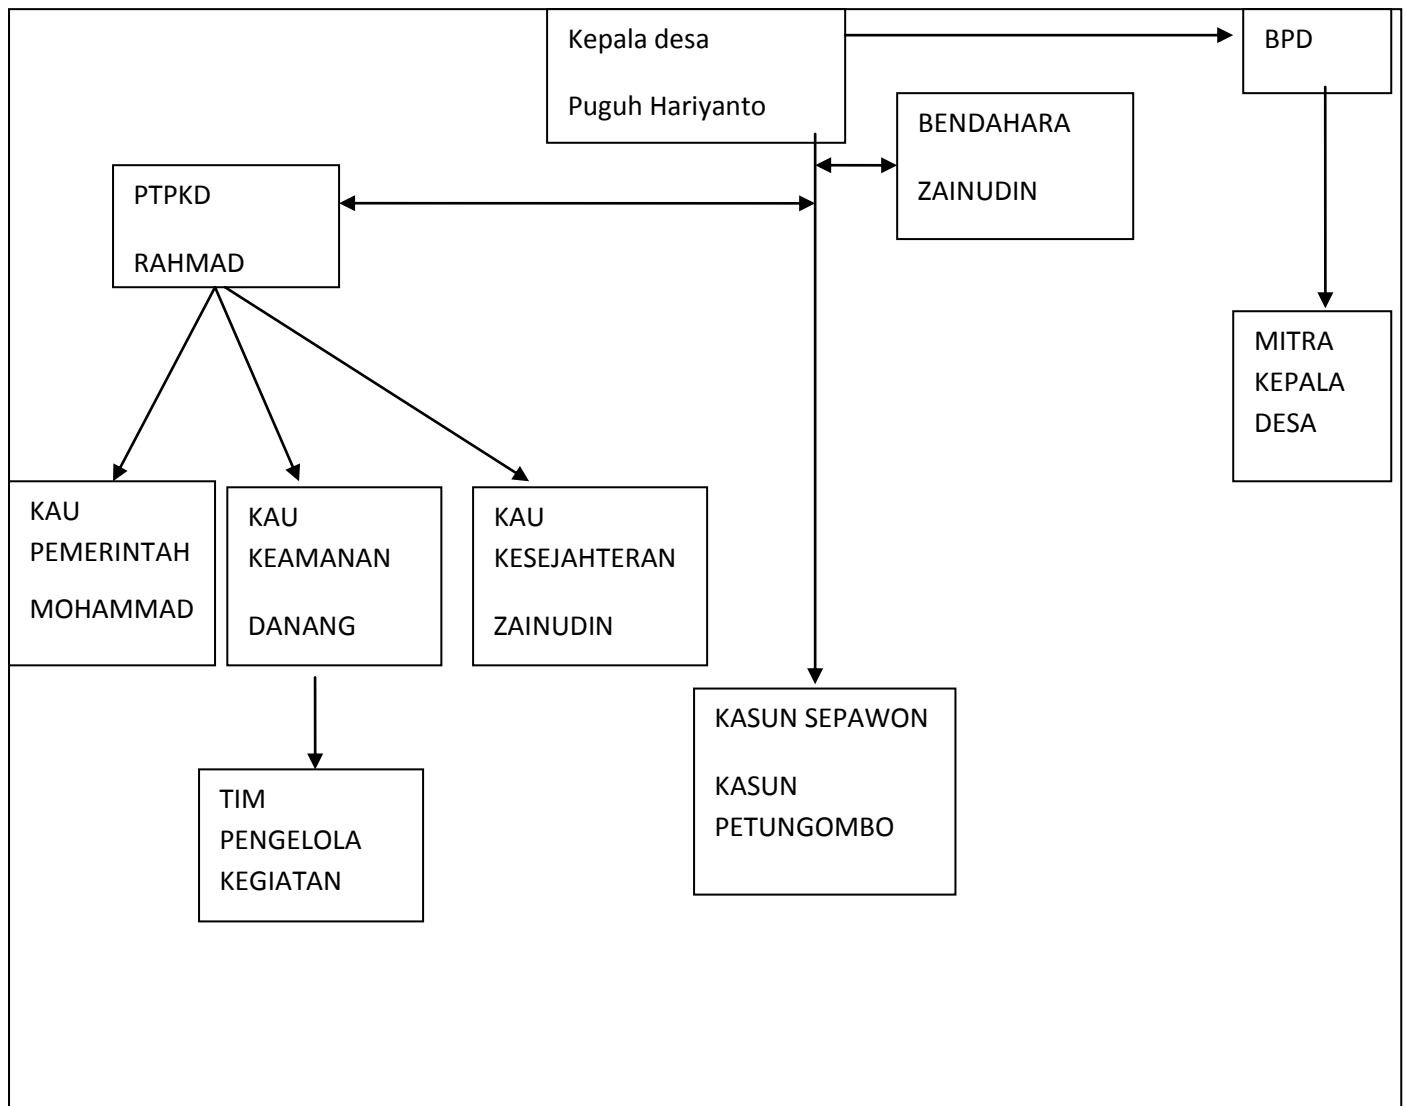 Kepala desa
Puguh Hariyanto
BPD
BENDAHARA
ZAINUDIN
PTPKD
RAHMAD
MITRA
KEPALA
DESA
KAU
PEMERINTAH
MOHAMMAD
KAU
KEAMANAN
DANANG
KAU
KESEJAHTERAN
ZAINUDIN
KASUN SEPAWON
KASUN
PETUNGOMBO
TIM
PENGELOLA
KEGIATAN